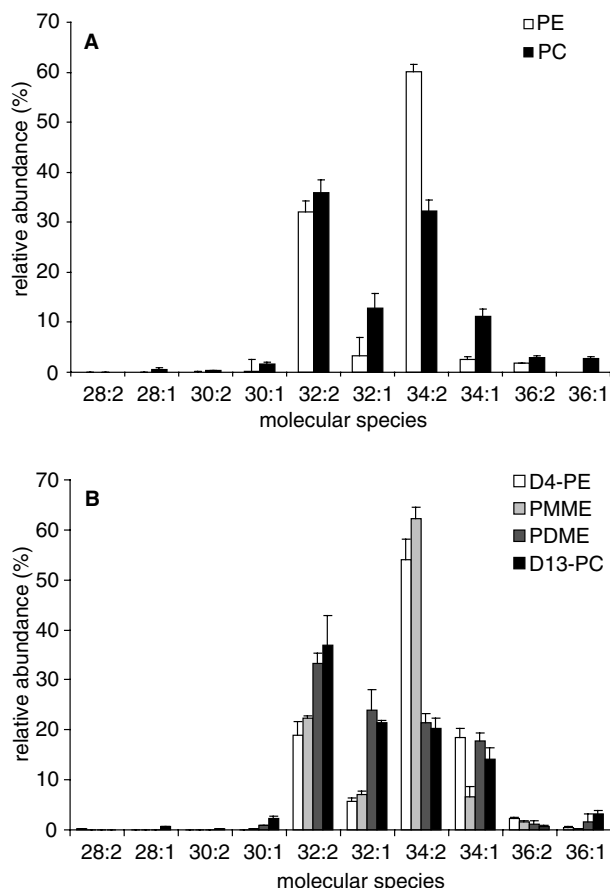 A
PE
PC
70
60
50
40
30
20
10
0
relative abundance (%)
28:2 28:1 30:2 30:1 32:2 32:1 34:2 34:1 36:2 36:1
molecular species
B
D4-PE
PMME
PDME
D13-PC
70
60
50
40
30
20
10
0
relative abundance (%)
28:2 28:1 30:2 30:1 32:2 32:1 34:2 34:1 36:2 36:1
molecular species